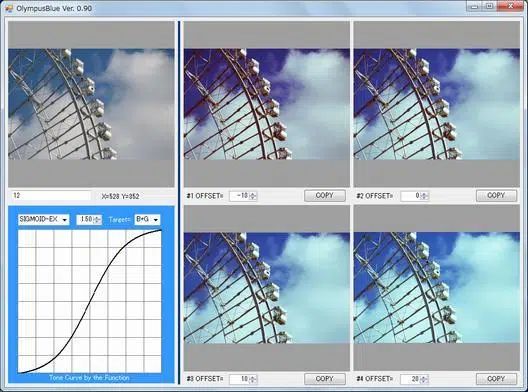 OlympusBlue Ver. 0.90
12 X=528 Y=352
#1 OFFSET= -18 COPY
#2 OFFSET= 0 COPY
SIGMOID-EX 1.50 Target= B+G
Tone Curve by the Function
#3 OFFSET= 10 COPY
#4 OFFSET= 20 COPY